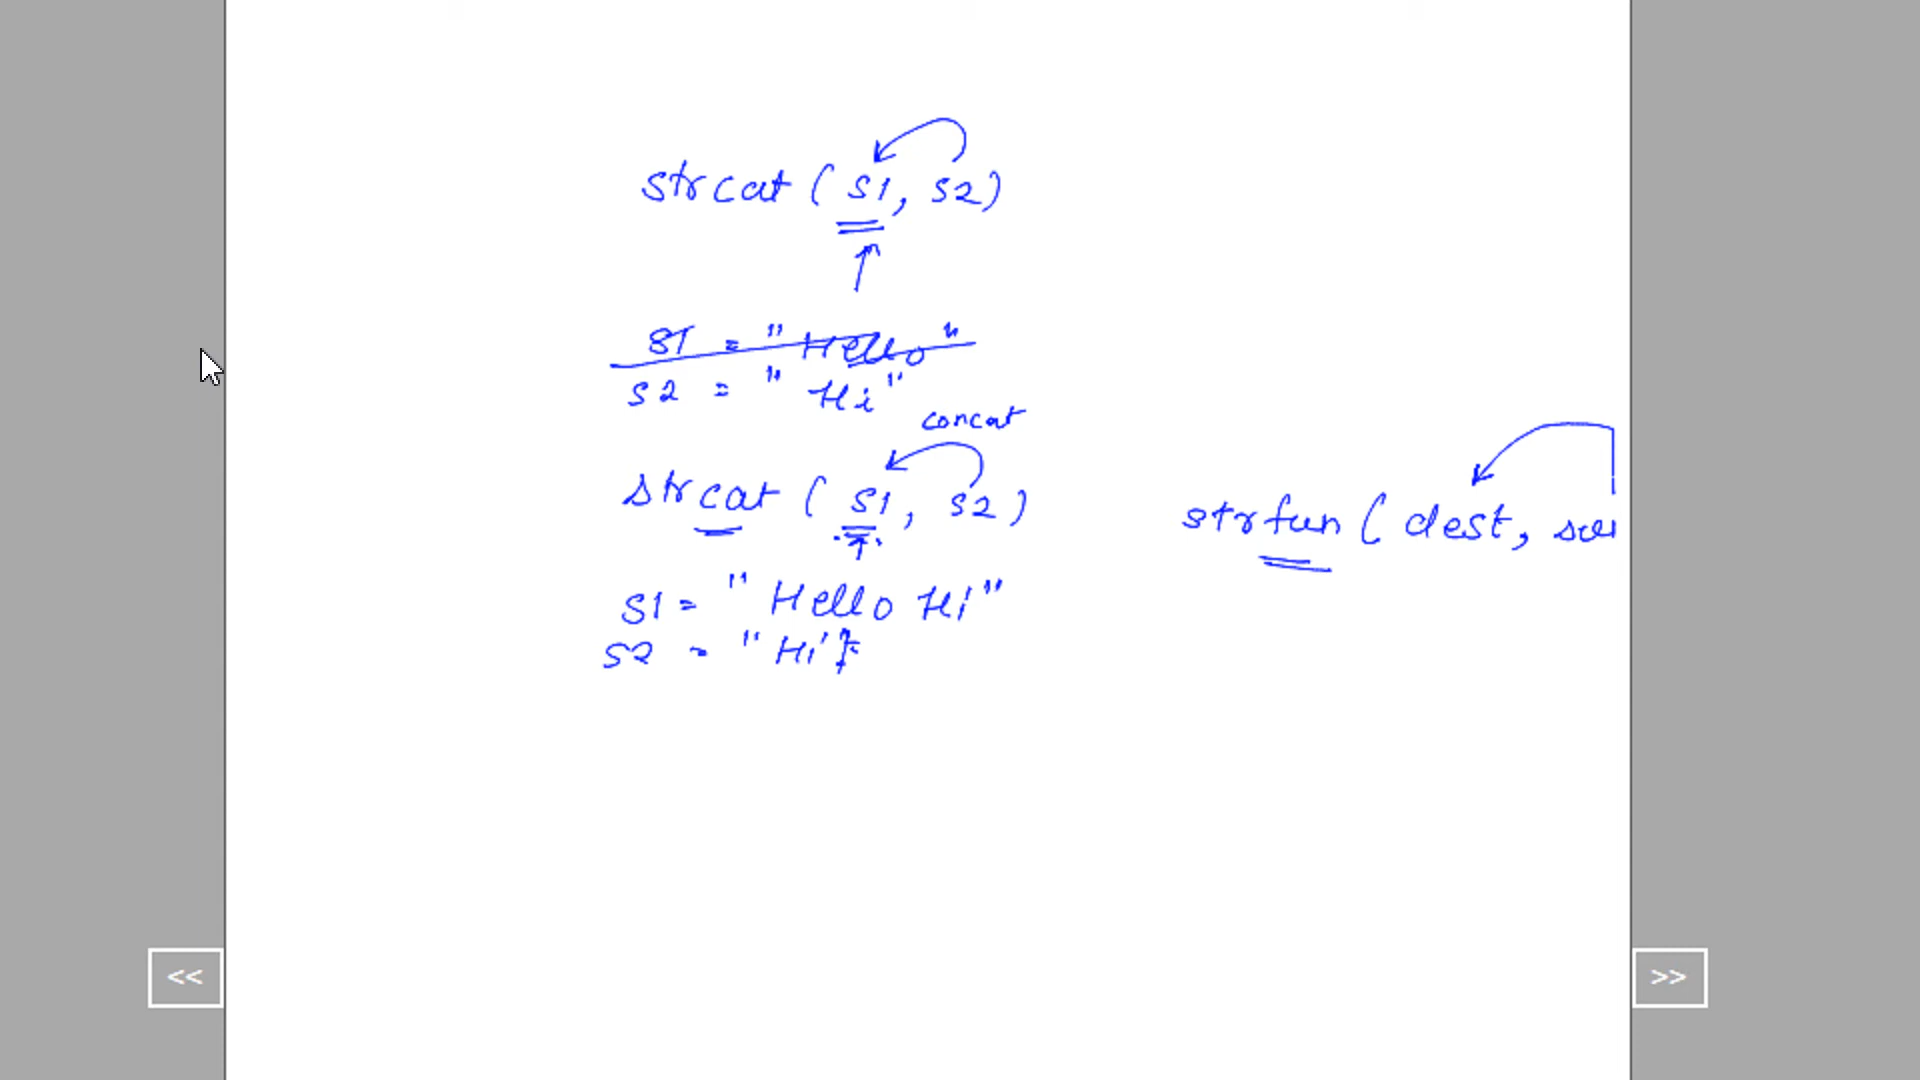 strcat ( S1, S2 )
S1 = " Hello "
S2 = " Hi "
concat
strcat ( S1, S2 )
strfun ( dest,
S1 = " Hello Hi "
S2 = " Hi "
<<
>>